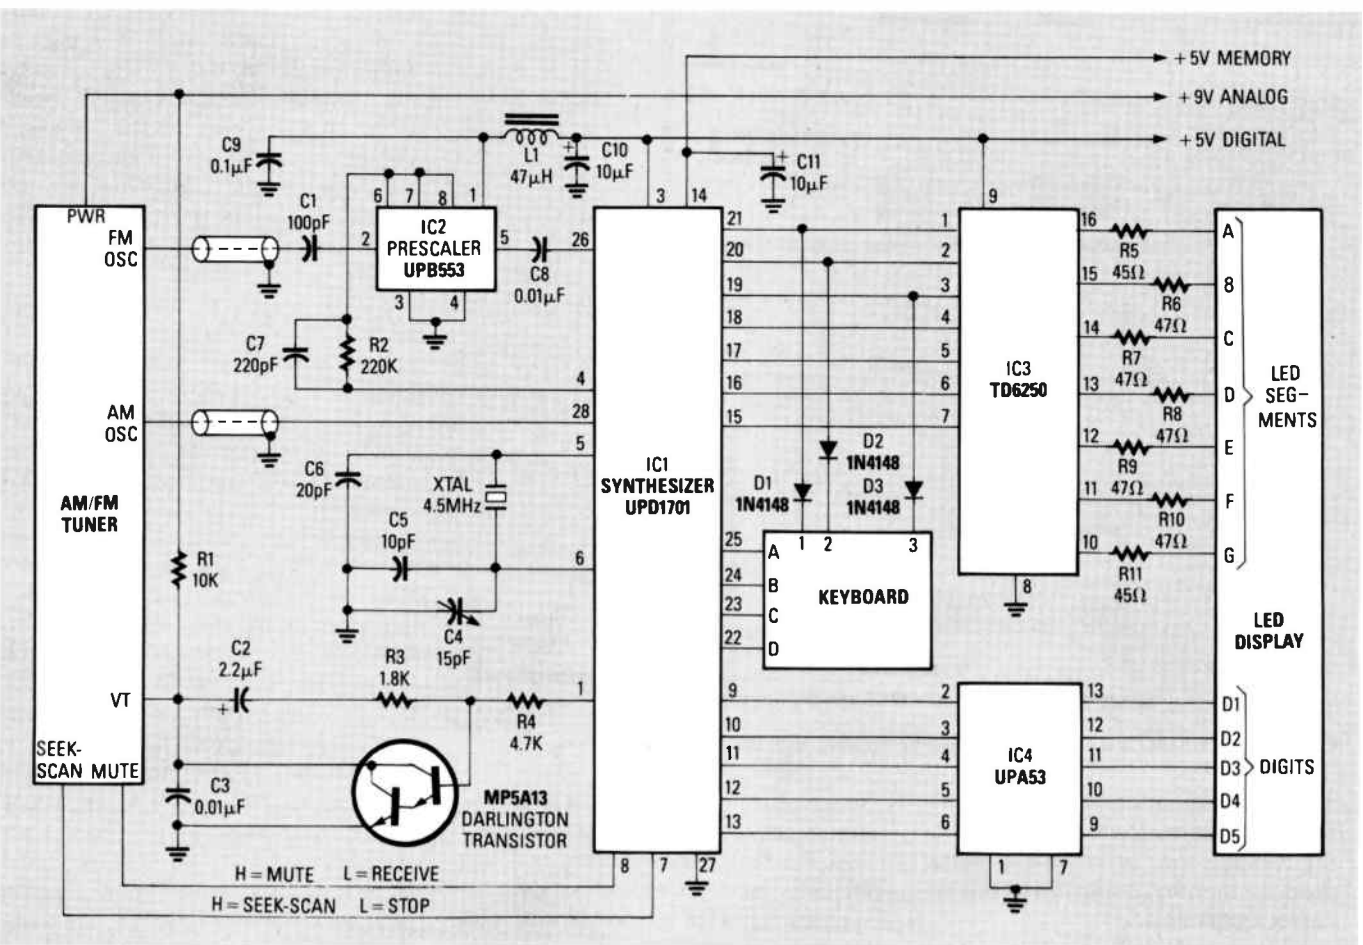 +5V MEMORY
+9V ANALOG
+5V DIGITAL
C9
0.1µF
L1
47µH
+
C10
10µF
+
C11
10µF
PWR
FM
OSC
C1
100pF
6 7 8 1
2
IC2
PRESCALER
UPB553
5
3 4
C8
0.01µF
26
3 14
C7
220pF
R2
220K
4
AM
OSC
28
5
AM/FM
TUNER
C6
20pF
XTAL
4.5MHz
C5
10pF
6
C4
15pF
R1
10K
IC1
SYNTHESIZER
UPD1701
VT
C2
2.2µF
+
R3
1.8K
R4
4.7K
1
SEEK-
SCAN MUTE
C3
0.01µF
MP5A13
DARLINGTON
TRANSISTOR
H=MUTE L=RECEIVE
H=SEEK-SCAN L=STOP
8 7 27
21
20
19
18
17
16
15
25
24
23
22
9
10
11
12
13
D1
1N4148
D2
1N4148
D3
1N4148
1 2 3
A
B
C
D
KEYBOARD
9
1
2
3
4
5
6
7
IC3
TD6250
8
16
15
14
13
12
11
10
R5
45Ω
R6
47Ω
R7
47Ω
R8
47Ω
R9
47Ω
R10
47Ω
R11
45Ω
A
B
C
D
E
F
G
LED
SEG-
MENTS
LED
DISPLAY
2
3
4
5
6
IC4
UPA53
13
12
11
10
9
1 7
D1
D2
D3
D4
D5
DIGITS